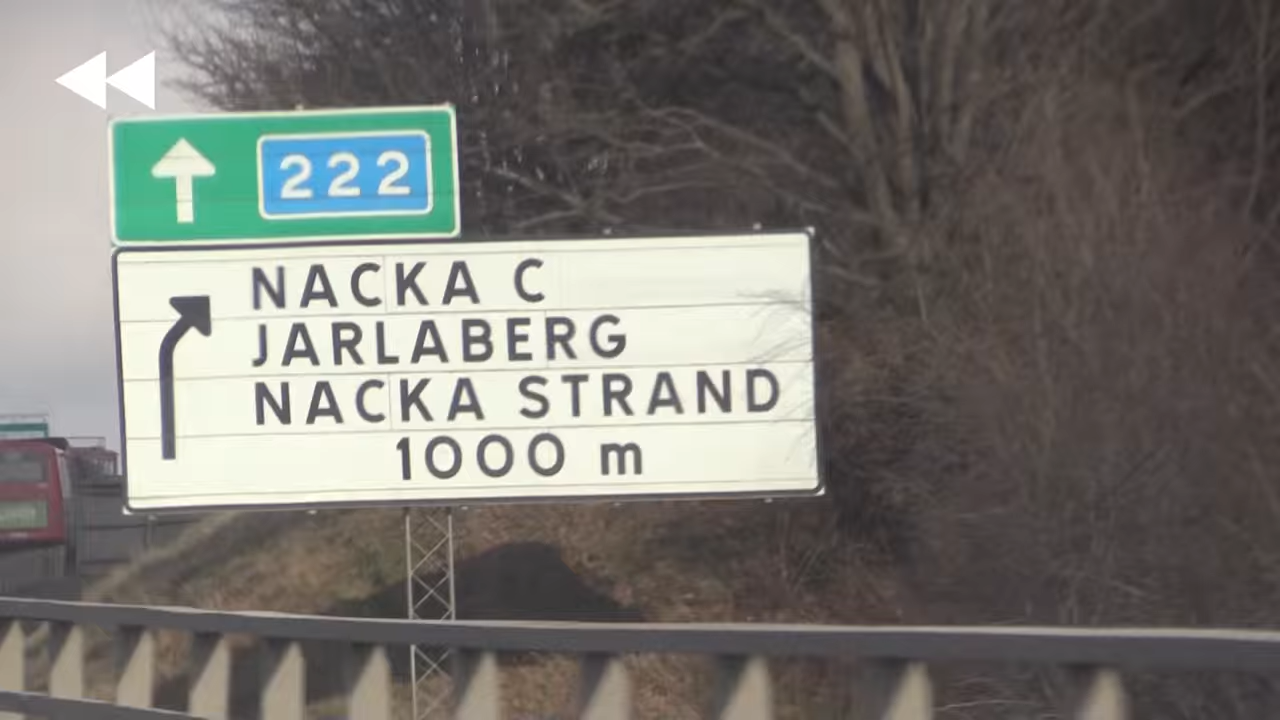 222
NACKA C
JARLABERG
NACKA STRAND
1000 m